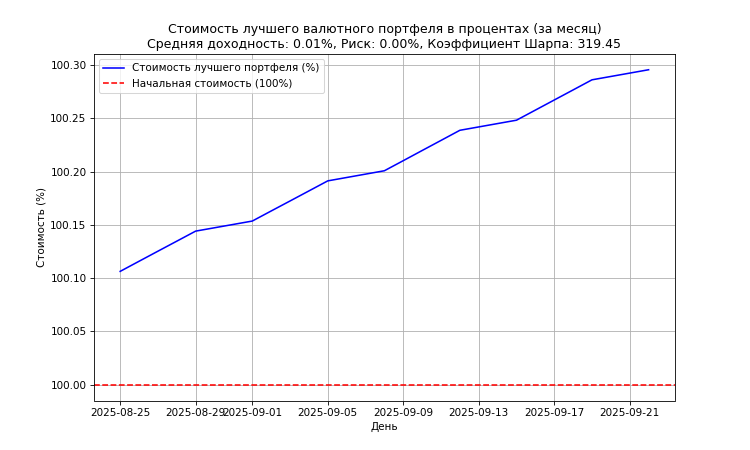 Стоимость лучшего валютного портфеля в процентах (за месяц)
Средняя доходность: 0.01%, Риск: 0.00%, Коэффициент Шарпа: 319.45
Стоимость лучшего портфеля (%)
Начальная стоимость (100%)
Стоимость (%)
100.30
100.25
100.20
100.15
100.10
100.05
100.00
2025-08-25 2025-08-29 2025-09-01 2025-09-05 2025-09-09 2025-09-13 2025-09-17 2025-09-21
День